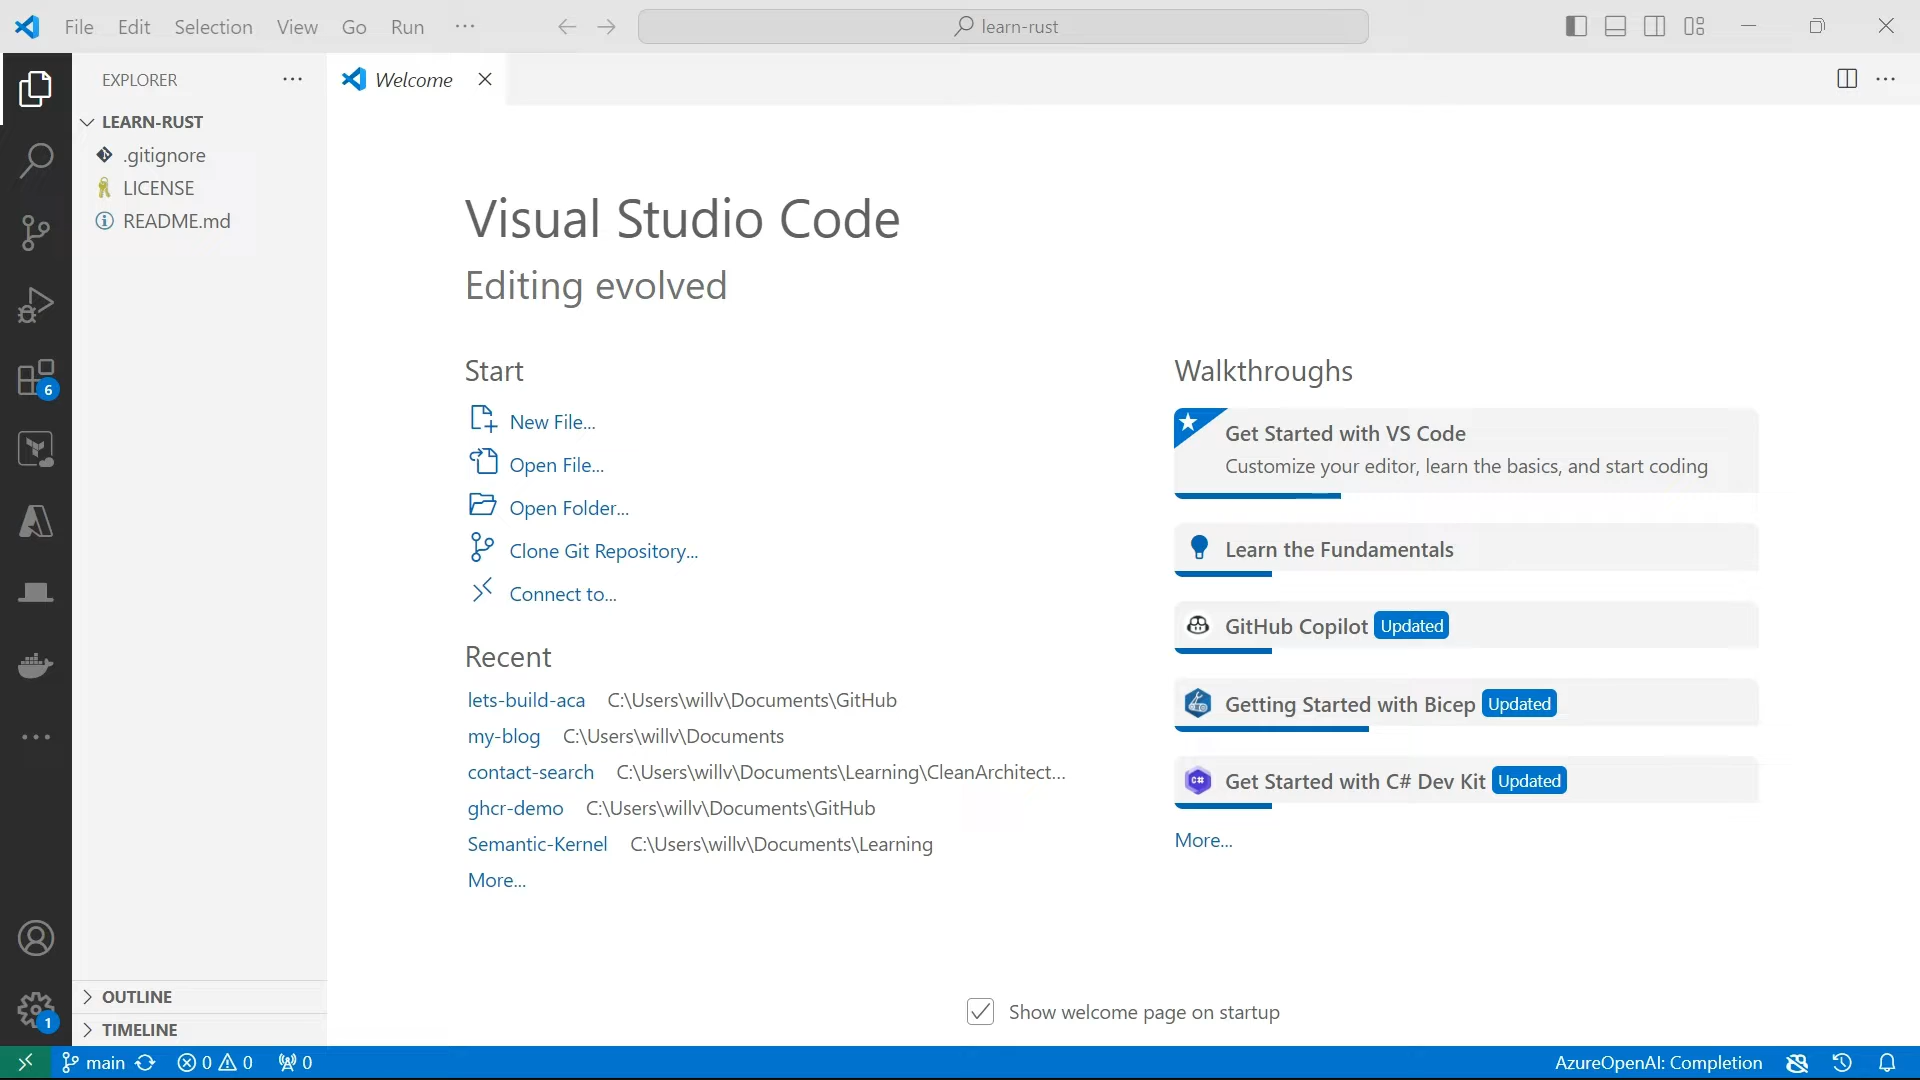 File Edit Selection View Go Run ··· learn-rust
EXPLORER ···
Welcome
LEARN-RUST
.gitignore
LICENSE
README.md
Visual Studio Code
Editing evolved
Start
New File...
Open File...
Open Folder...
Clone Git Repository...
Connect to...
Recent
lets-build-aca C:\Users\willv\Documents\GitHub
my-blog C:\Users\willv\Documents
contact-search C:\Users\willv\Documents\Learning\CleanArchitect...
ghcr-demo C:\Users\willv\Documents\GitHub
Semantic-Kernel C:\Users\willv\Documents\Learning
More...
Walkthroughs
Get Started with VS Code
Customize your editor, learn the basics, and start coding
Learn the Fundamentals
GitHub Copilot Updated
Getting Started with Bicep Updated
C# Get Started with C# Dev Kit Updated
More...
Show welcome page on startup
6
1
OUTLINE
TIMELINE
main 0 0 0 AzureOpenAI: Completion